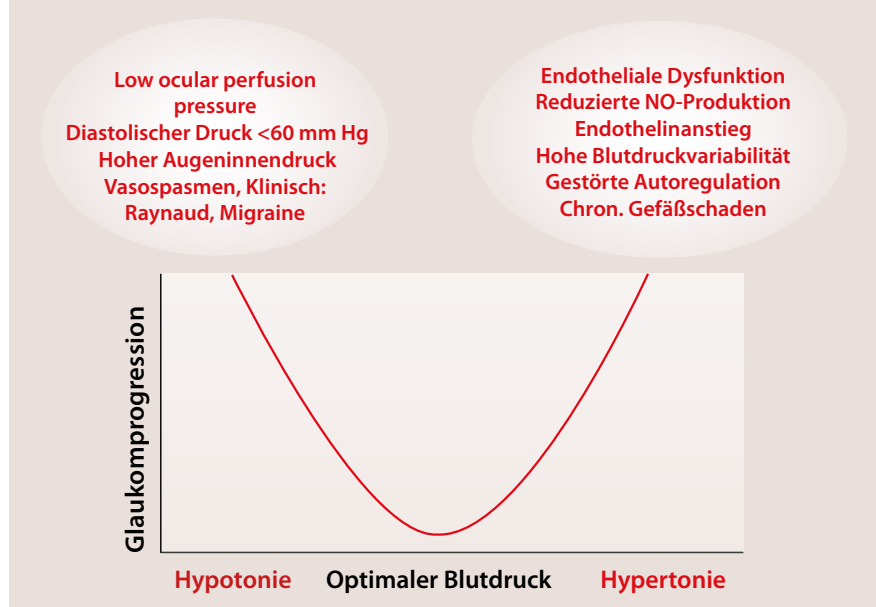 Low ocular perfusion
pressure
Diastolischer Druck <60 mm Hg
Hoher Augeninnendruck
Vasospasmen, Klinisch:
Raynaud, Migraine
Endotheliale Dysfunktion
Reduzierte NO-Produktion
Endothelinanstieg
Hohe Blutdruckvariabilität
Gestörte Autoregulation
Chron. Gefäßschaden
Glaukomprogression
Hypotonie Optimaler Blutdruck Hypertonie